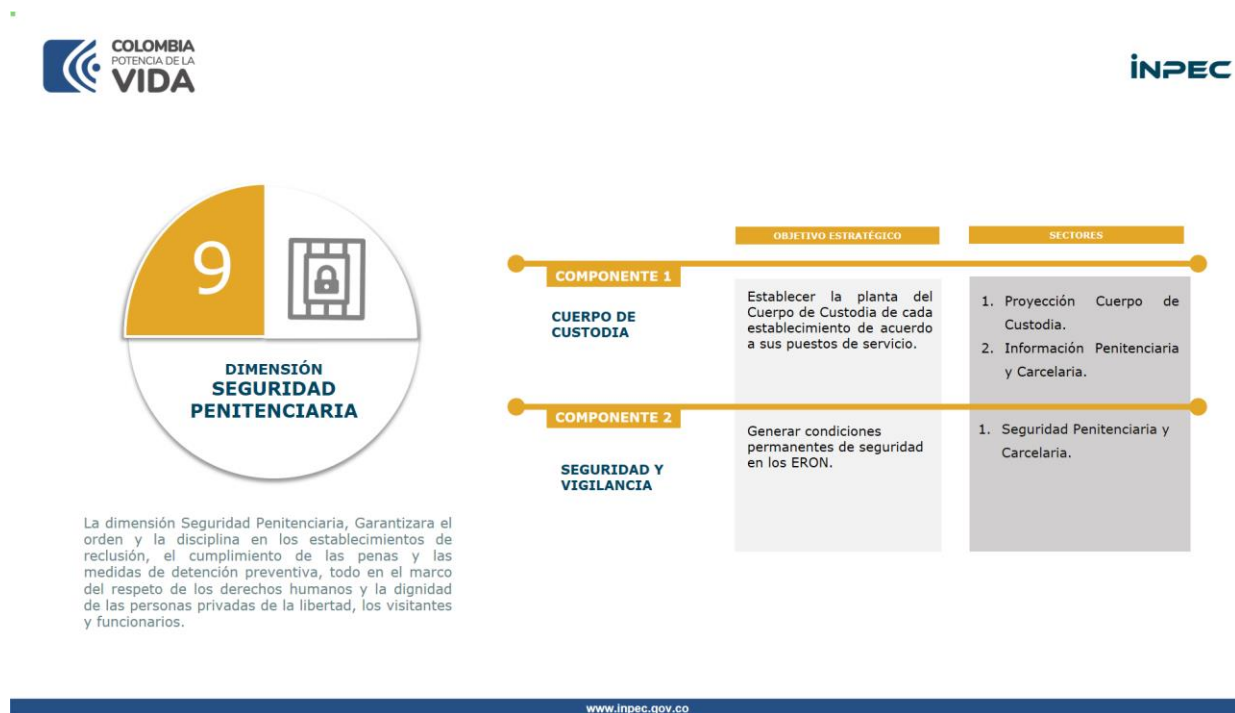 COLOMBIA
POTENCIA DE LA
VIDA
INPEC
9
DIMENSIÓN
SEGURIDAD
PENITENCIARIA
La dimensión Seguridad Penitenciaria, Garantizara el
orden y la disciplina en los establecimientos de
reclusión, el cumplimiento de las penas y las
medidas de detención preventiva, todo en el marco
del respeto de los derechos humanos y la dignidad
de las personas privadas de la libertad, los visitantes
y funcionarios.
OBJETIVO ESTRATÉGICO
SECTORES
COMPONENTE 1
CUERPO DE
CUSTODIA
Establecer la planta del
Cuerpo de Custodia de cada
establecimiento de acuerdo
a sus puestos de servicio.
1. Proyección Cuerpo de
Custodia.
2. Información Penitenciaria
y Carcelaria.
COMPONENTE 2
SEGURIDAD Y
VIGILANCIA
Generar condiciones
permanentes de seguridad
en los ERON.
1. Seguridad Penitenciaria y
Carcelaria.
www.inpec.gov.co